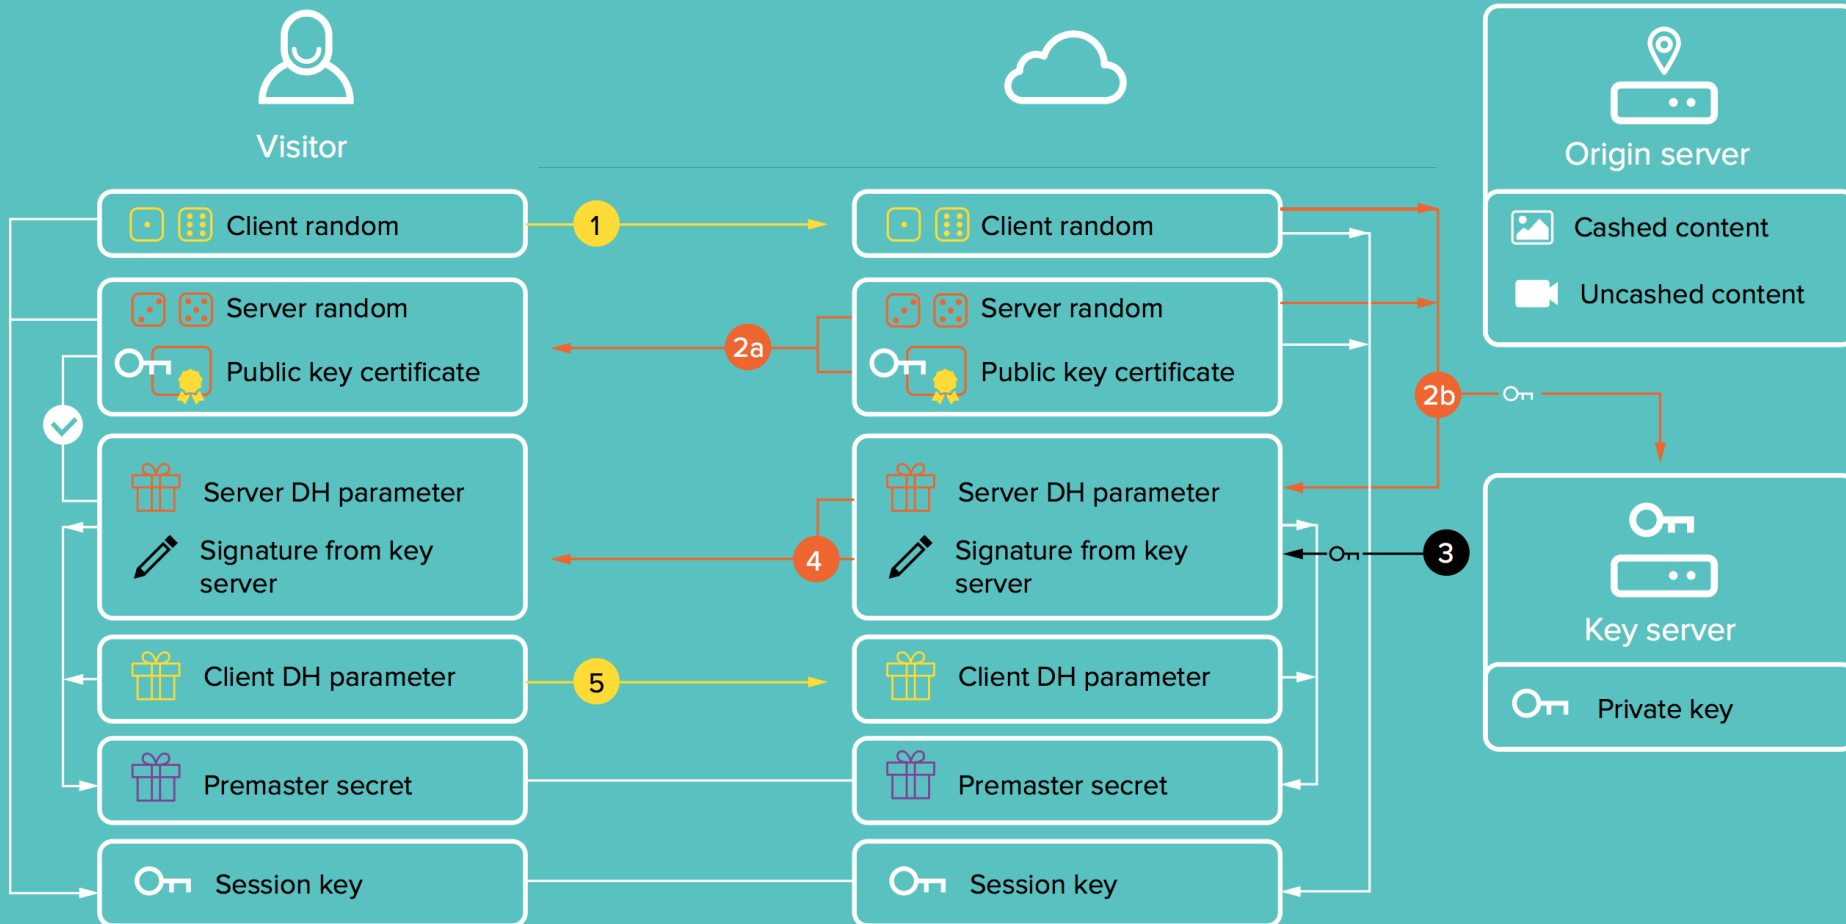 Visitor
Origin server
Client random
1
Client random
Cashed content
Uncashed content
Server random
Public key certificate
2a
Server random
Public key certificate
2b
Server DH parameter
Signature from key
server
4
Server DH parameter
Signature from key
server
3
Key server
Private key
Client DH parameter
5
Client DH parameter
Premaster secret
Premaster secret
Session key
Session key